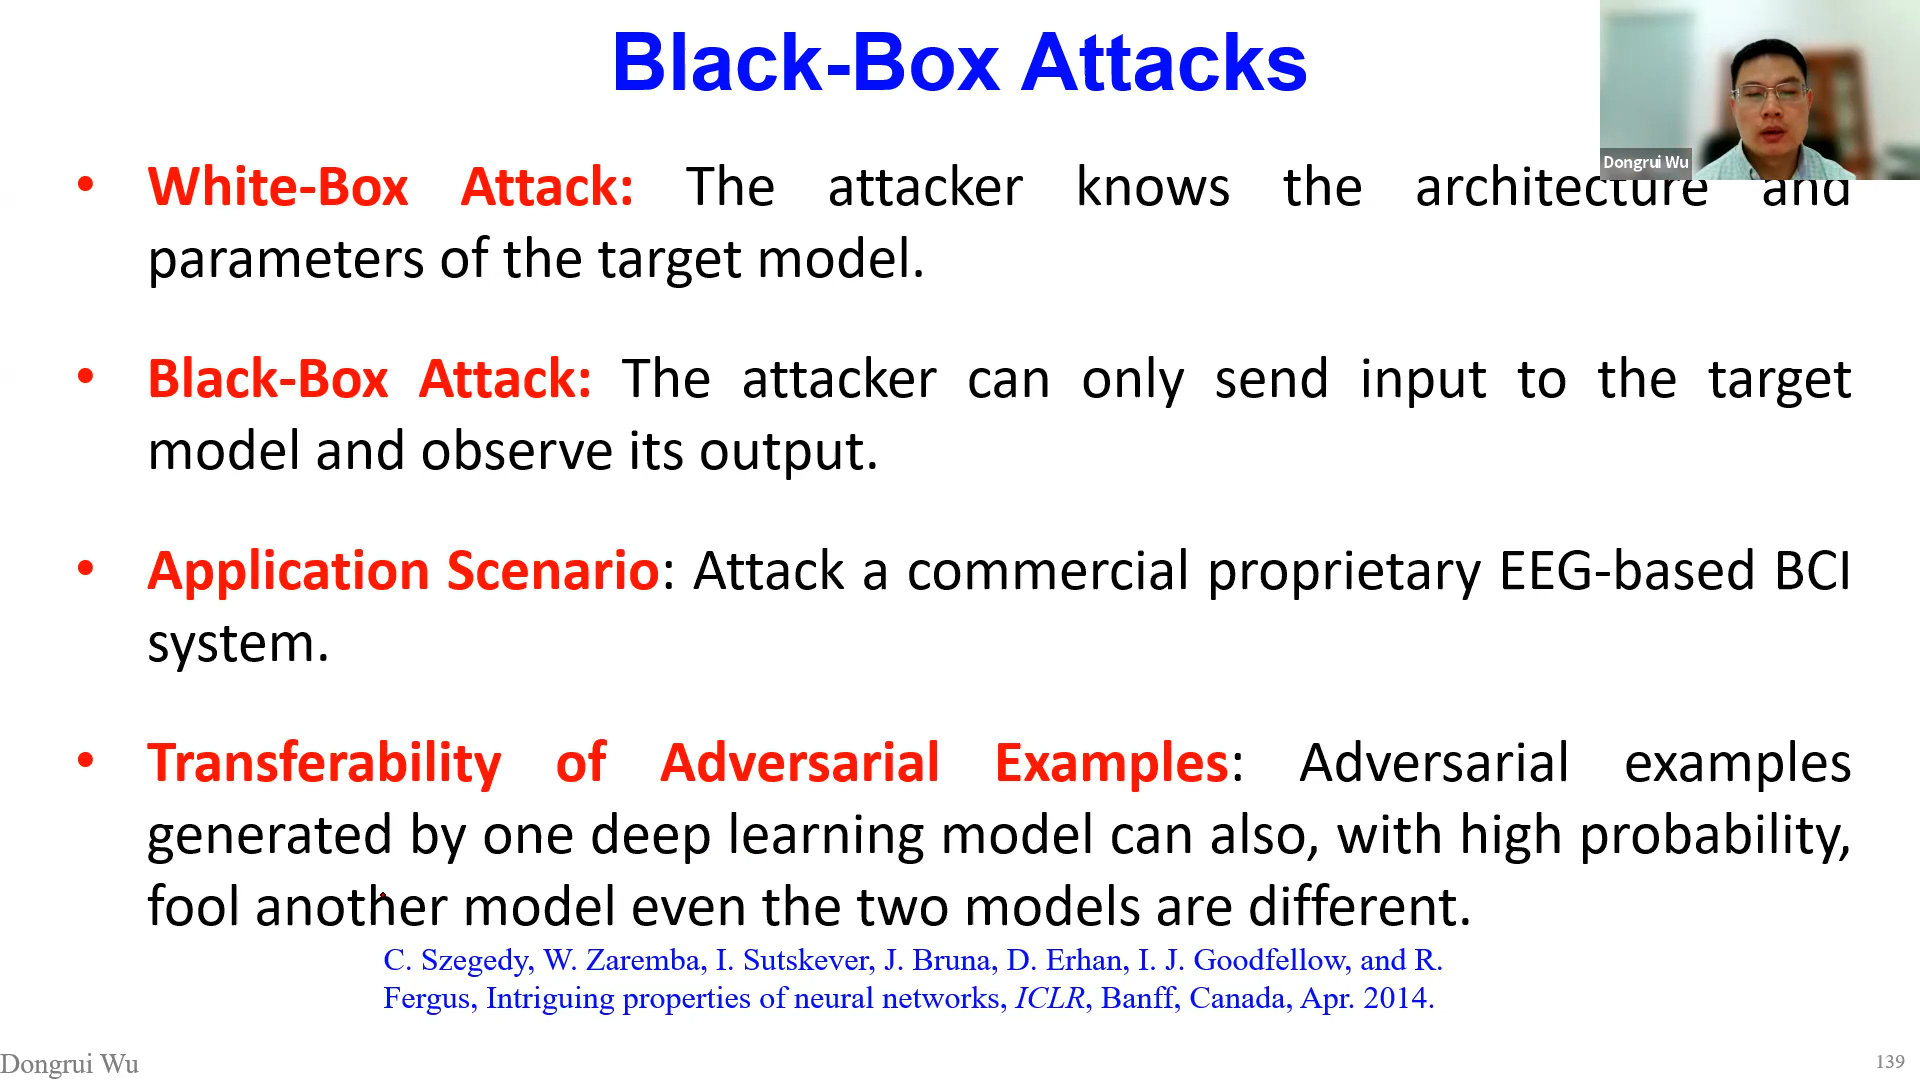 Black-Box Attacks
Dongrui Wu
• White-Box Attack: The attacker knows the architecture and
parameters of the target model.
• Black-Box Attack: The attacker can only send input to the target
model and observe its output.
• Application Scenario: Attack a commercial proprietary EEG-based BCI
system.
• Transferability of Adversarial Examples: Adversarial examples
generated by one deep learning model can also, with high probability,
fool another model even the two models are different.
C. Szegedy, W. Zaremba, I. Sutskever, J. Bruna, D. Erhan, I. J. Goodfellow, and R.
Fergus, Intriguing properties of neural networks, ICLR, Banff, Canada, Apr. 2014.
Dongrui Wu
139